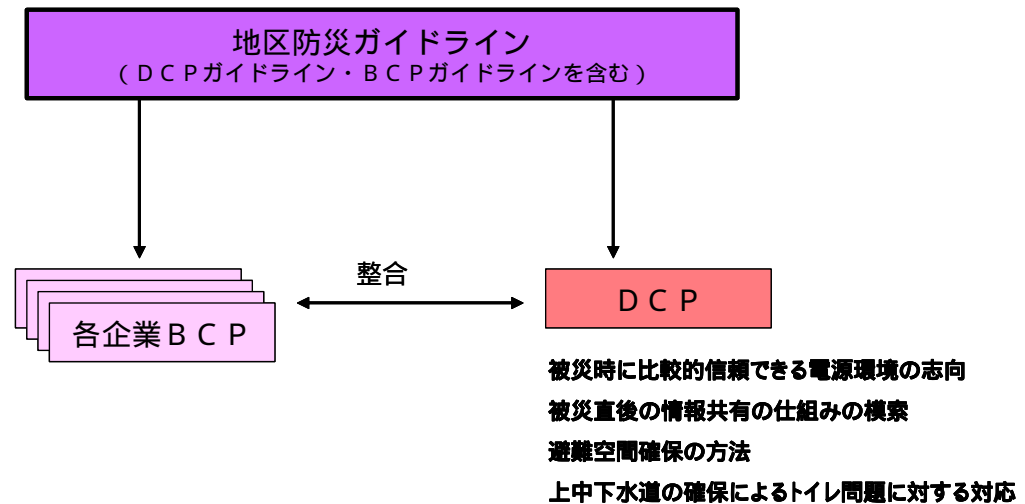 地区防災ガイドライン
（ＤＣＰガイドライン・ＢＣＰガイドラインを含む）
整合
各企業ＢＣＰ
ＤＣＰ
被災時に比較的信頼できる電源環境の志向
被災直後の情報共有の仕組みの模索
避難空間確保の方法
上中下水道の確保によるトイレ問題に対する対応